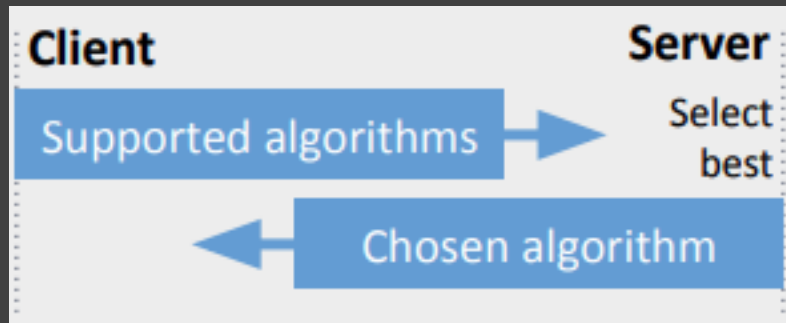 Client
Server
Supported algorithms
Select
best
Chosen algorithm